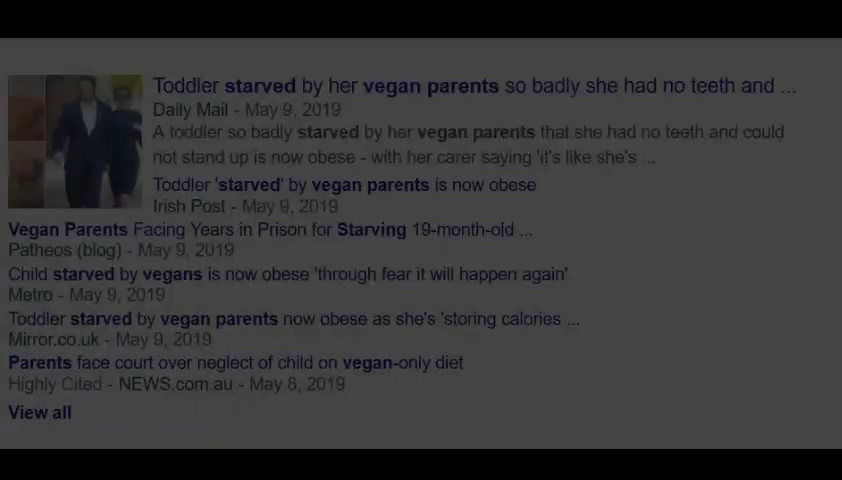 Toddler starved by her vegan parents so badly she had no teeth and ...
Daily Mail - May 9, 2019
A toddler so badly starved by her vegan parents that she had no teeth and could
not stand up is now obese - with her carer saying 'it's like she's ...
Toddler 'starved' by vegan parents is now obese
Irish Post - May 9, 2019
Vegan Parents Facing Years in Prison for Starving 19-month-old ...
Patheos (blog) - May 9, 2019
Child starved by vegans is now obese 'through fear it will happen again'
Metro - May 9, 2019
Toddler starved by vegan parents now obese as she's 'storing calories ...
Mirror.co.uk - May 9, 2019
Parents face court over neglect of child on vegan-only diet
Highly Cited - NEWS.com.au - May 8, 2019
View all